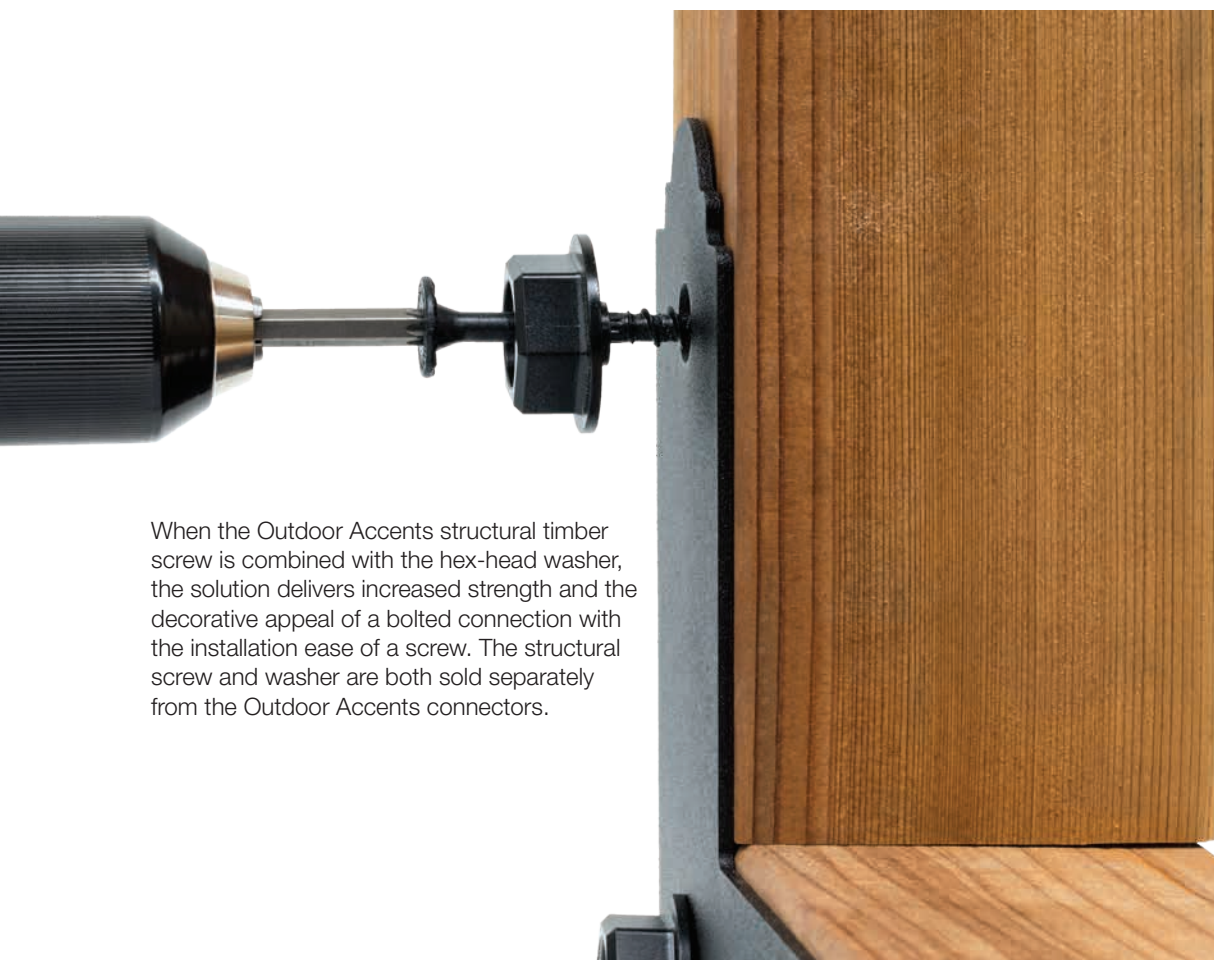 When the Outdoor Accents structural timber
screw is combined with the hex-head washer,
the solution delivers increased strength and the
decorative appeal of a bolted connection with
the installation ease of a screw. The structural
screw and washer are both sold separately
from the Outdoor Accents connectors.